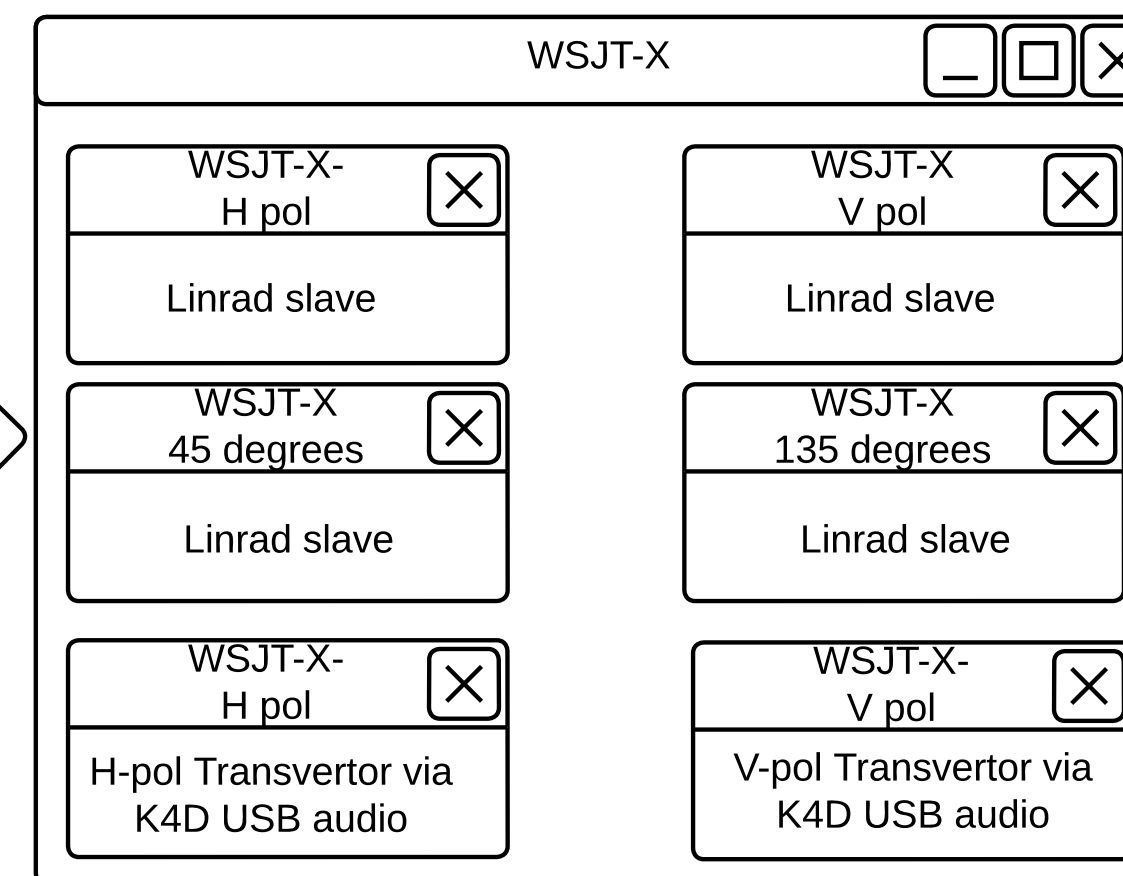 WSJT-X
WSJT-X-
H pol
Linrad slave
WSJT-X
V pol
Linrad slave
WSJT-X
45 degrees
Linrad slave
WSJT-X
135 degrees
Linrad slave
WSJT-X-
H pol
H-pol Transvertor via
K4D USB audio
WSJT-X-
V pol
V-pol Transvertor via
K4D USB audio